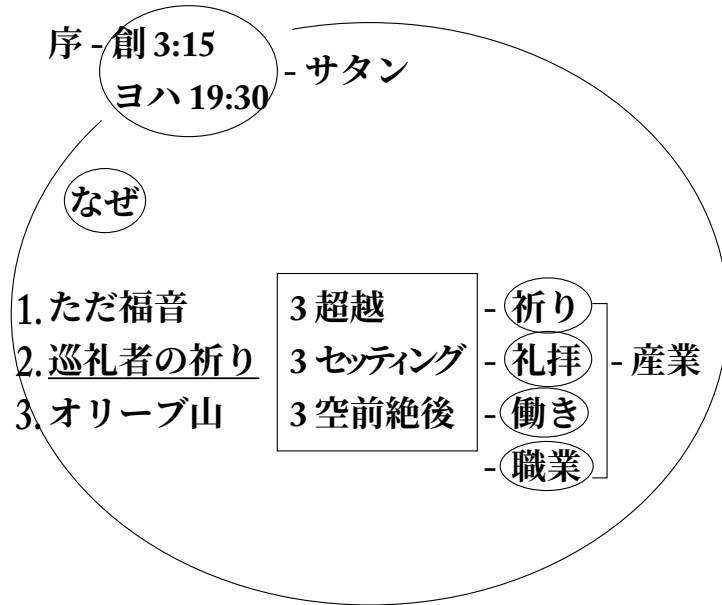 序 - 創 3:15
ヨハ 19:30 - サタン
なぜ
1. ただ福音 3 超越 - 祈り
2. 巡礼者の祈り 3 セッティング - 礼拝 - 産業
3. オリーブ山 3 空前絶後 - 働き
- 職業